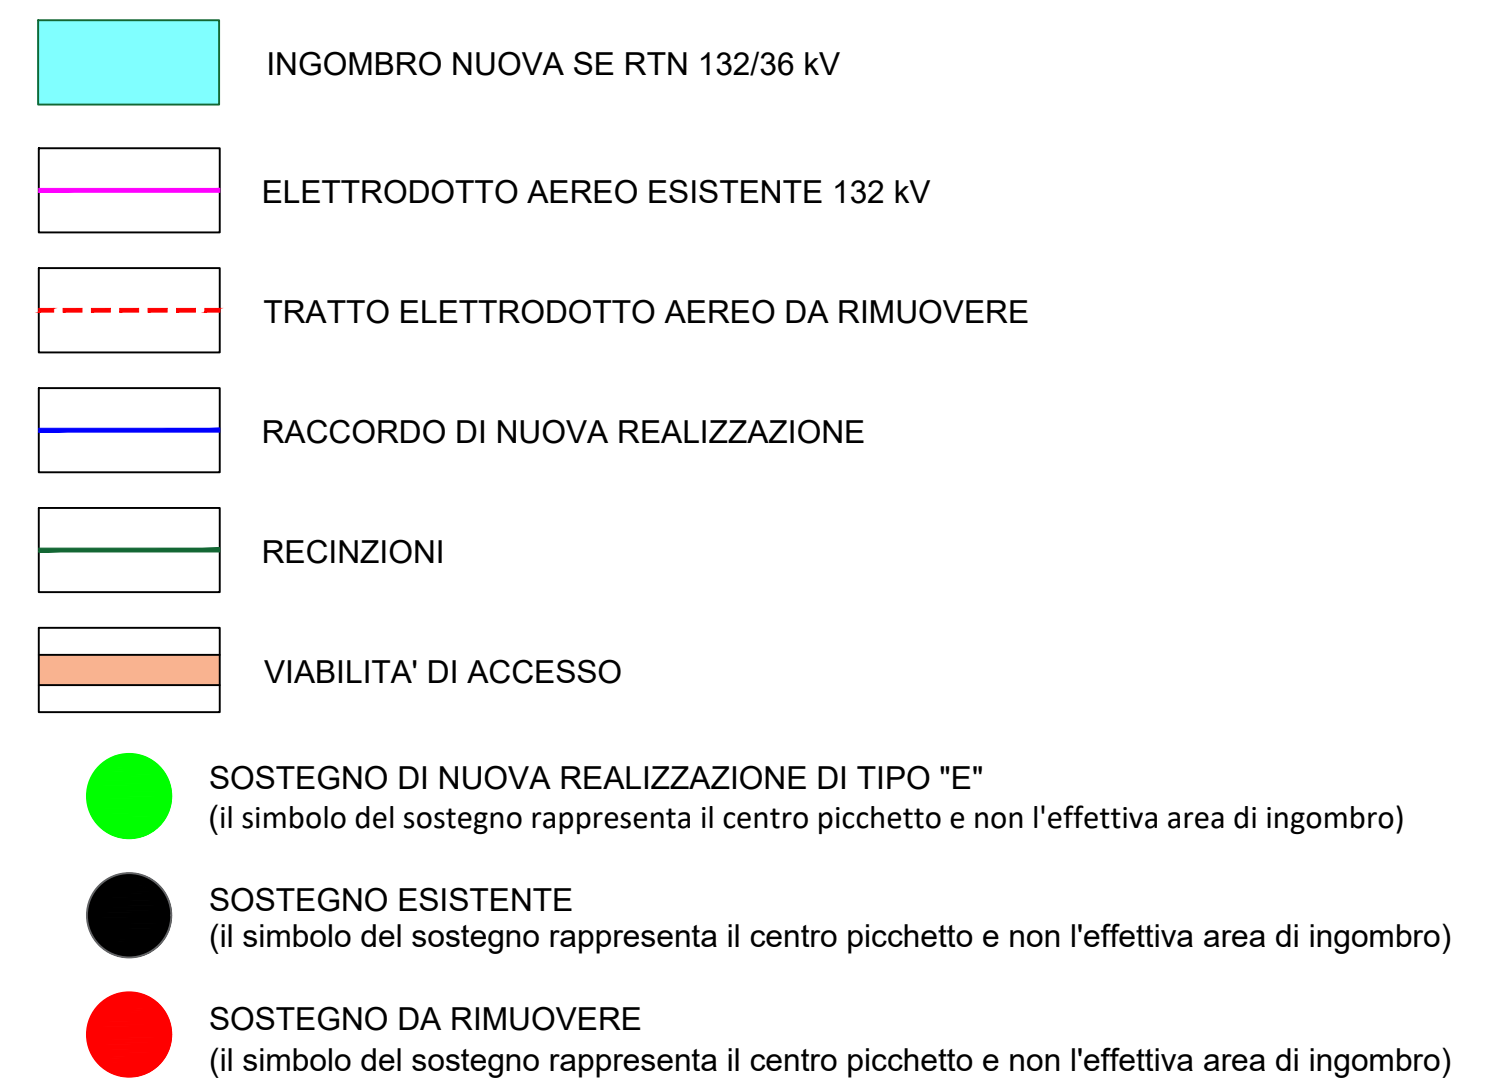 INGOMBRO NUOVA SE RTN 132/36 kV
ELETTRODOTTO AEREO ESISTENTE 132 kV
TRATTO ELETTRODOTTO AEREO DA RIMUOVERE
RACCORDO DI NUOVA REALIZZAZIONE
RECINZIONI
VIABILITA' DI ACCESSO
SOSTEGNO DI NUOVA REALIZZAZIONE DI TIPO "E"
(il simbolo del sostegno rappresenta il centro picchetto e non l'effettiva area di ingombro)
SOSTEGNO ESISTENTE
(il simbolo del sostegno rappresenta il centro picchetto e non l'effettiva area di ingombro)
SOSTEGNO DA RIMUOVERE
(il simbolo del sostegno rappresenta il centro picchetto e non l'effettiva area di ingombro)